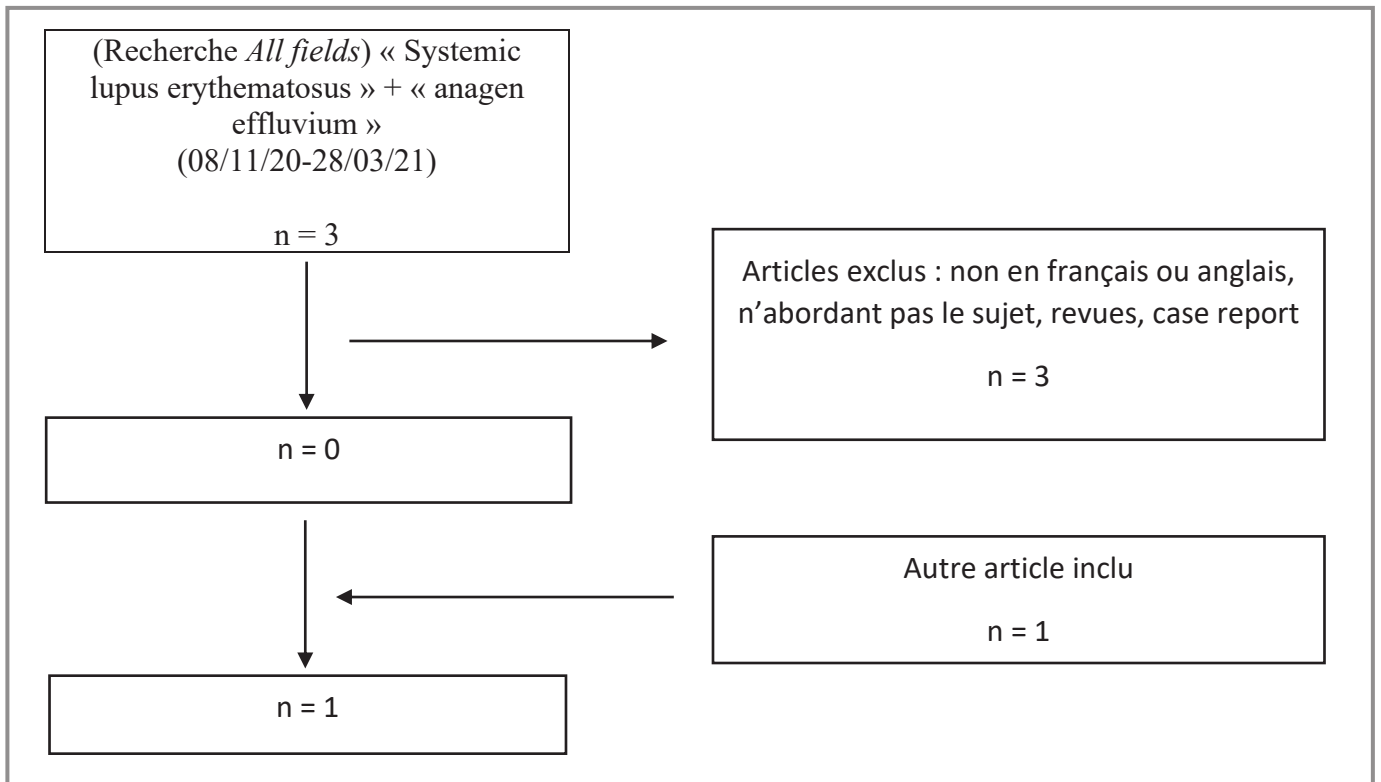 (Recherche All fields) « Systemic
lupus erythematosus » + « anagen
effluvium »
(08/11/20-28/03/21)
n = 3
Articles exclus : non en français ou anglais,
n’abordant pas le sujet, revues, case report
n = 3
n = 0
Autre article inclu
n = 1
n = 1